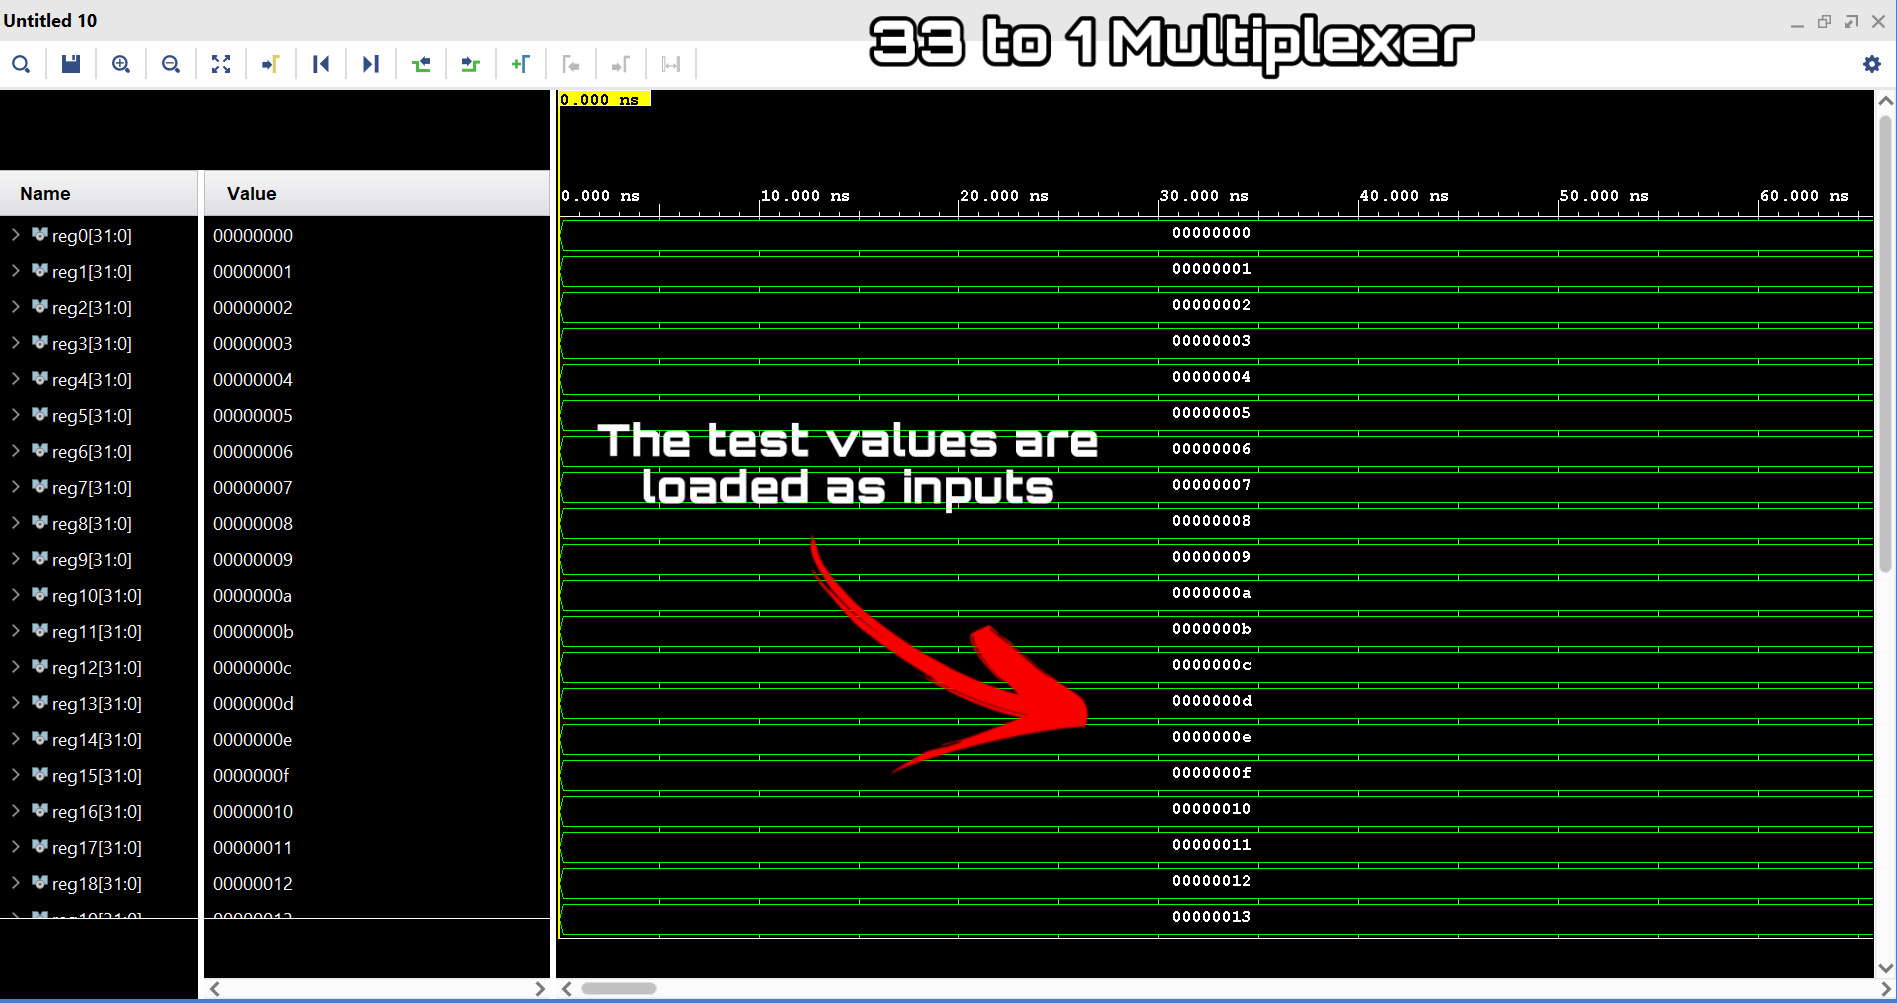 Untitled 10
33 to 1 Multiplexer
0.000 ns
Name Value 0.000 ns 10.000 ns 20.000 ns 30.000 ns 40.000 ns 50.000 ns 60.000 ns
reg0[31:0] 00000000 00000000
reg1[31:0] 00000001 00000001
reg2[31:0] 00000002 00000002
reg3[31:0] 00000003 00000003
reg4[31:0] 00000004 00000004
reg5[31:0] 00000005 00000005
The test values are
reg6[31:0] 00000006 00000006
loaded as inputs
reg7[31:0] 00000007 00000007
reg8[31:0] 00000008 00000008
reg9[31:0] 00000009 00000009
reg10[31:0] 0000000a 0000000a
reg11[31:0] 0000000b 0000000b
reg12[31:0] 0000000c 0000000c
reg13[31:0] 0000000d 0000000d
reg14[31:0] 0000000e 0000000e
reg15[31:0] 0000000f 0000000f
reg16[31:0] 00000010 00000010
reg17[31:0] 00000011 00000011
reg18[31:0] 00000012 00000012
reg19[31:0] 00000013 00000013